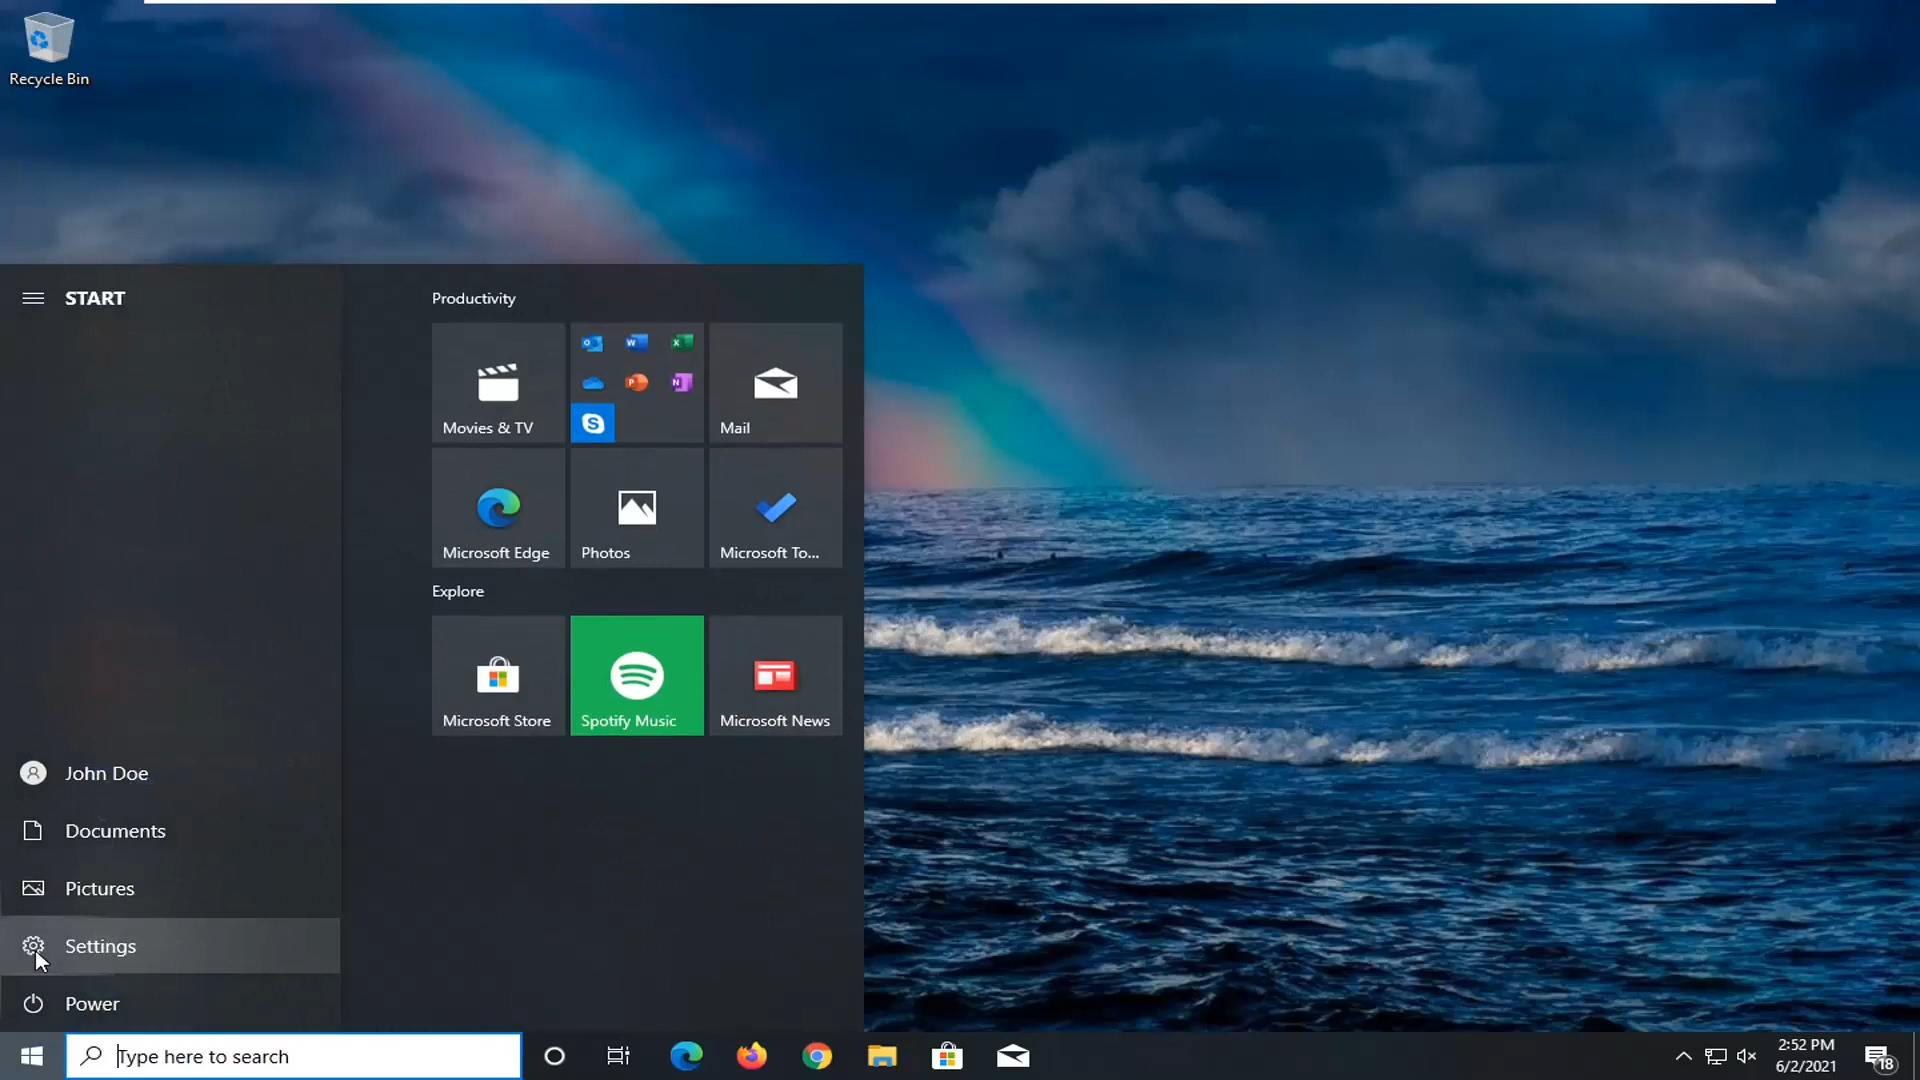 Recycle Bin
START
Productivity
Movies & TV
Mail
Microsoft Edge
Photos
Microsoft To...
Explore
Microsoft Store
Spotify Music
Microsoft News
John Doe
Documents
Pictures
Settings
Power
Type here to search
2:52 PM
6/2/2021
18